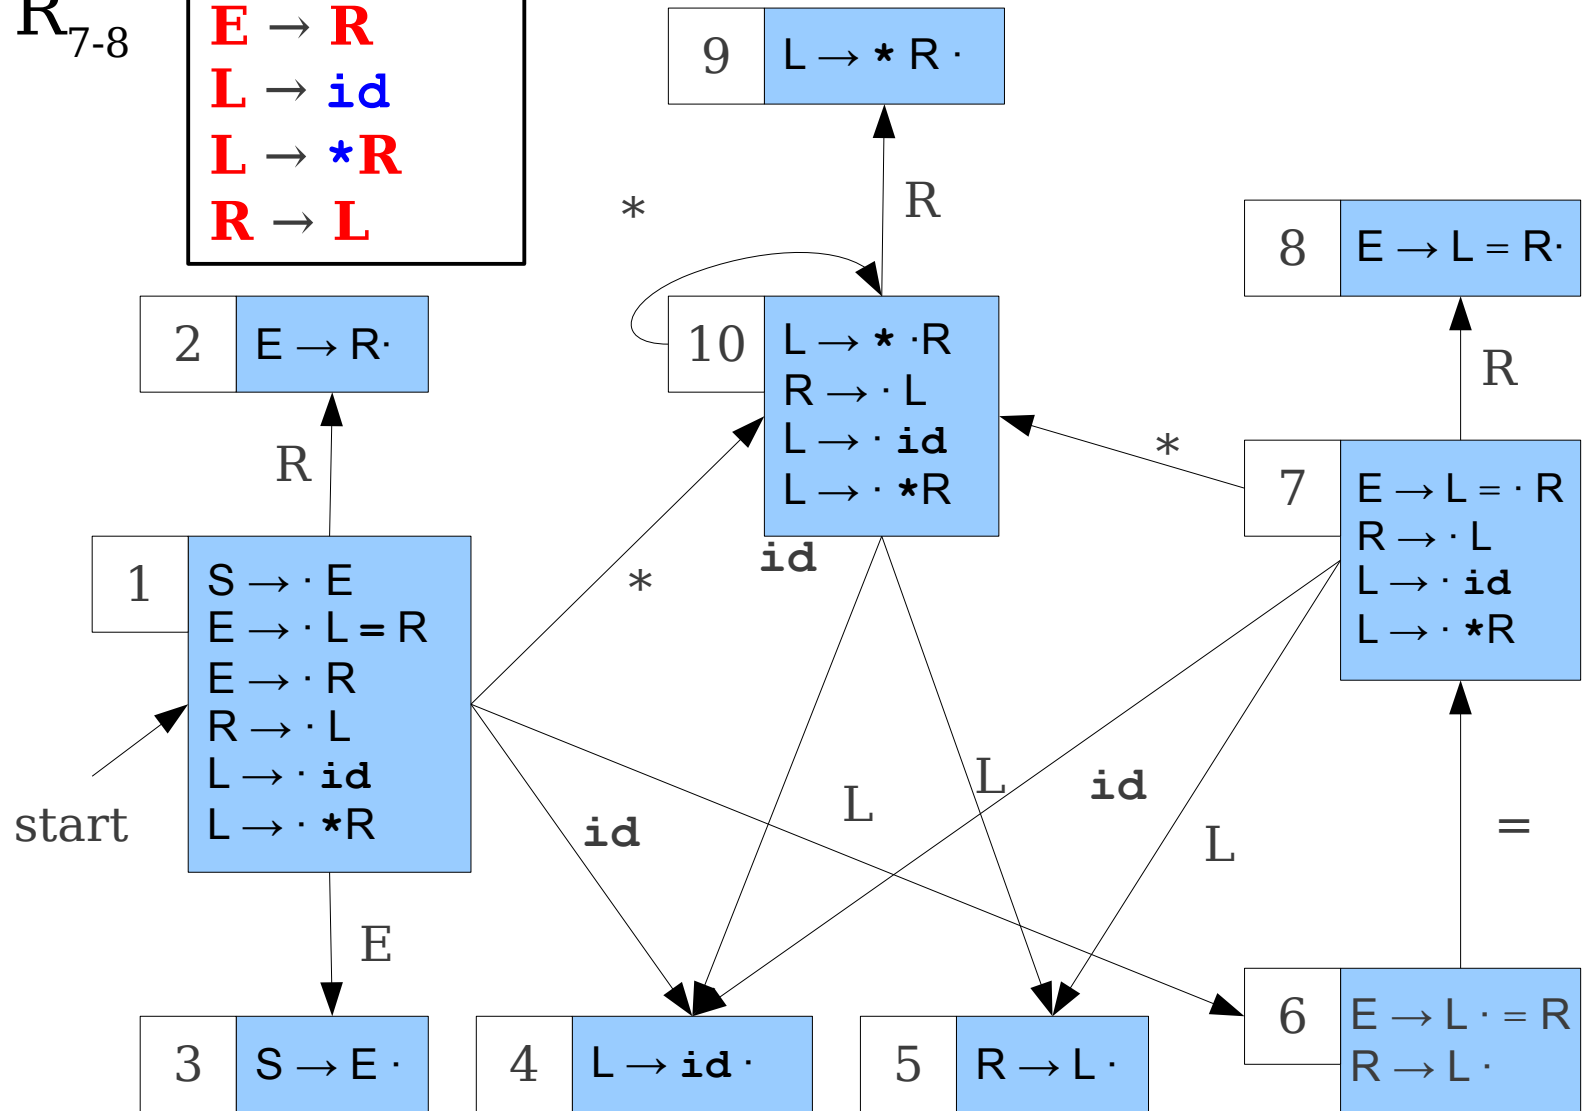 R7-8
E → R
L → id
L → *R
R → L
9
L → * R ·
*
R
8
E → L = R·
2
E → R·
10
L → * ·R
R → · L
L → · id
L → · *R
R
R
*
7
E → L = · R
R → · L
L → · id
L → · *R
1
S → · E
E → · L = R
E → · R
R → · L
L → · id
L → · *R
*
id
start
id
L
L
id
L
=
E
3
S → E ·
4
L → id ·
5
R → L ·
6
E → L · = R
R → L ·